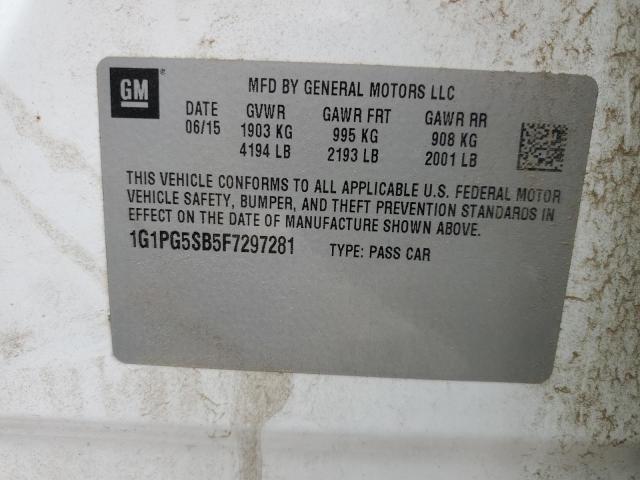 GM ®
MFD BY GENERAL MOTORS LLC
DATE GVWR GAWR FRT GAWR RR
06/15 1903 KG 995 KG 908 KG
4194 LB 2193 LB 2001 LB
THIS VEHICLE CONFORMS TO ALL APPLICABLE U.S. FEDERAL MOTOR
VEHICLE SAFETY, BUMPER, AND THEFT PREVENTION STANDARDS IN
EFFECT ON THE DATE OF MANUFACTURE SHOWN ABOVE.
1G1PG5SB5F7297281 TYPE: PASS CAR